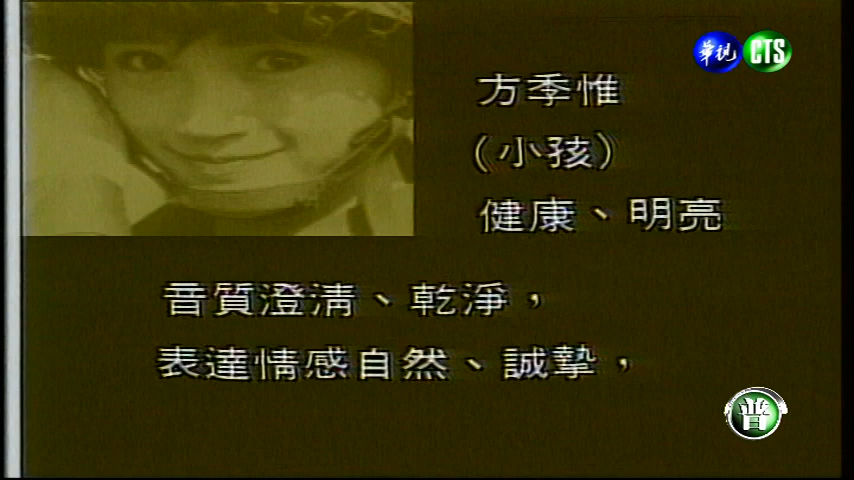 華視 CTS
方季惟
(小孩)
健康、明亮
音質澄清、乾淨，
表達情感自然、誠摯，
普